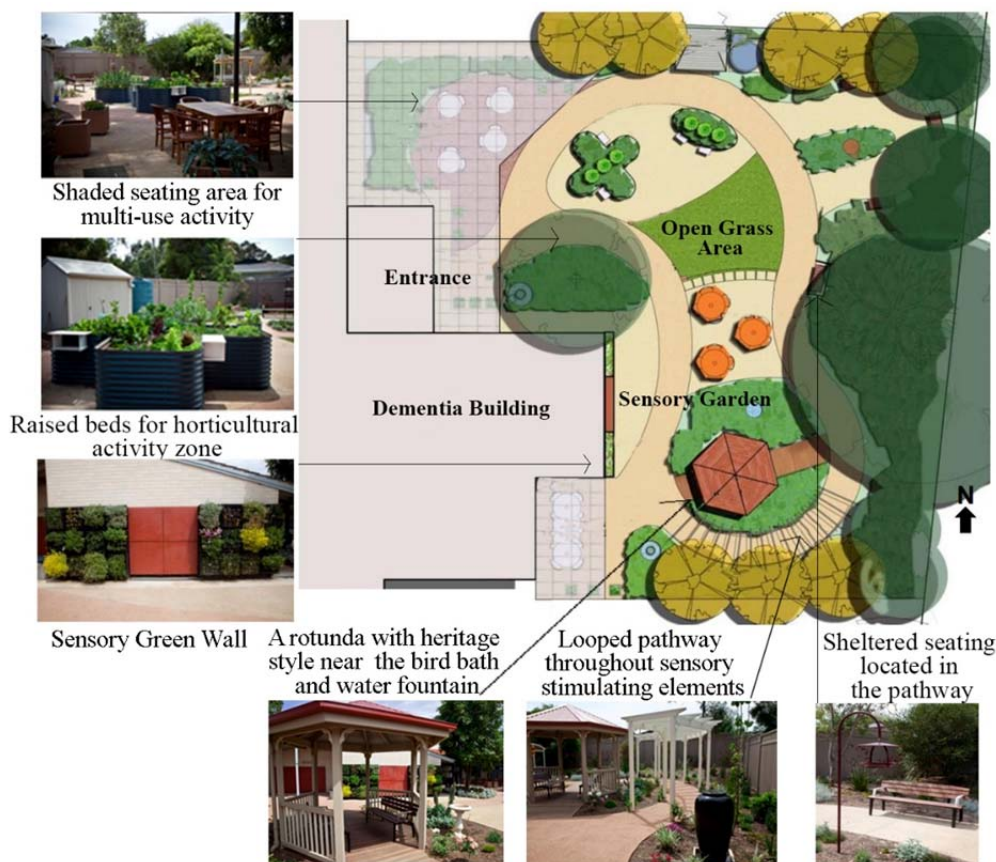 Shaded seating area for
multi-use activity
Open Grass
Area
Entrance
Raised beds for horticultural
activity zone
Dementia Building
Sensory Garden
Sensory Green Wall
N
A rotunda with heritage
style near the bird bath
and water fountain
Looped pathway
throughout sensory
stimulating elements
Sheltered seating
located in
the pathway